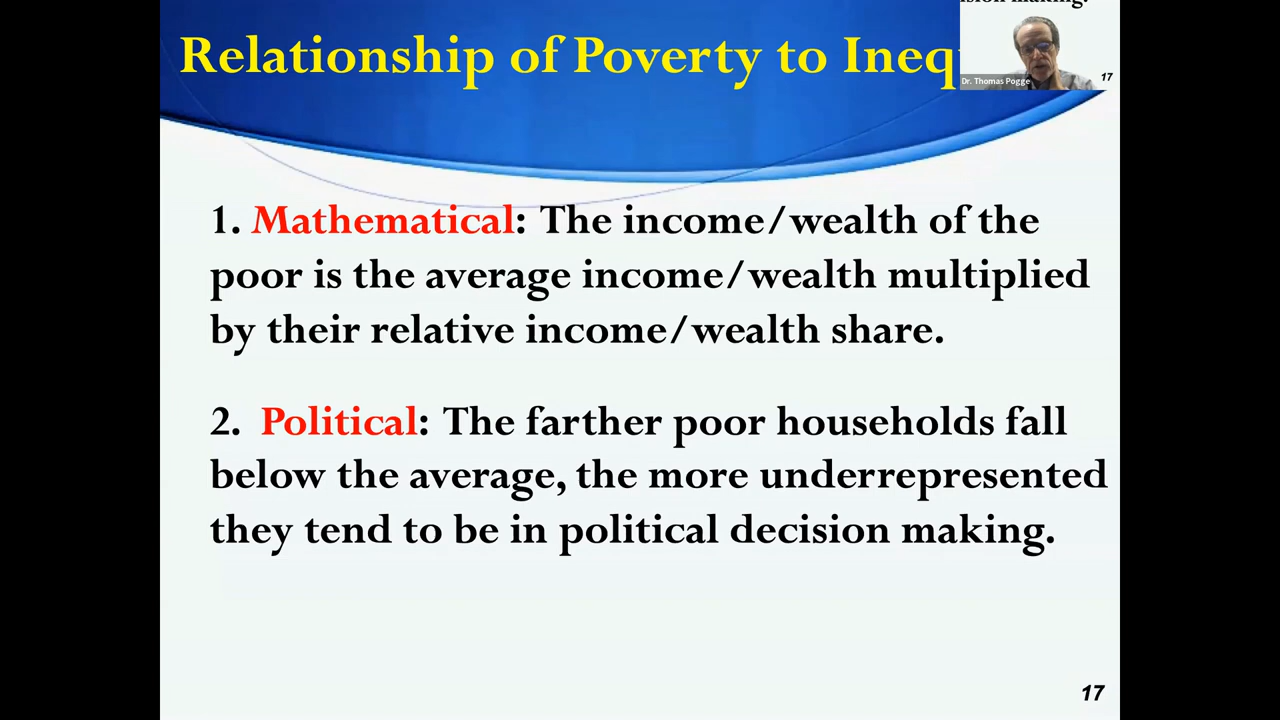 Relationship of Poverty to Ineq
Dr. Thomas Pogge
17
1. Mathematical: The income/wealth of the
poor is the average income/wealth multiplied
by their relative income/wealth share.
2. Political: The farther poor households fall
below the average, the more underrepresented
they tend to be in political decision making.
17